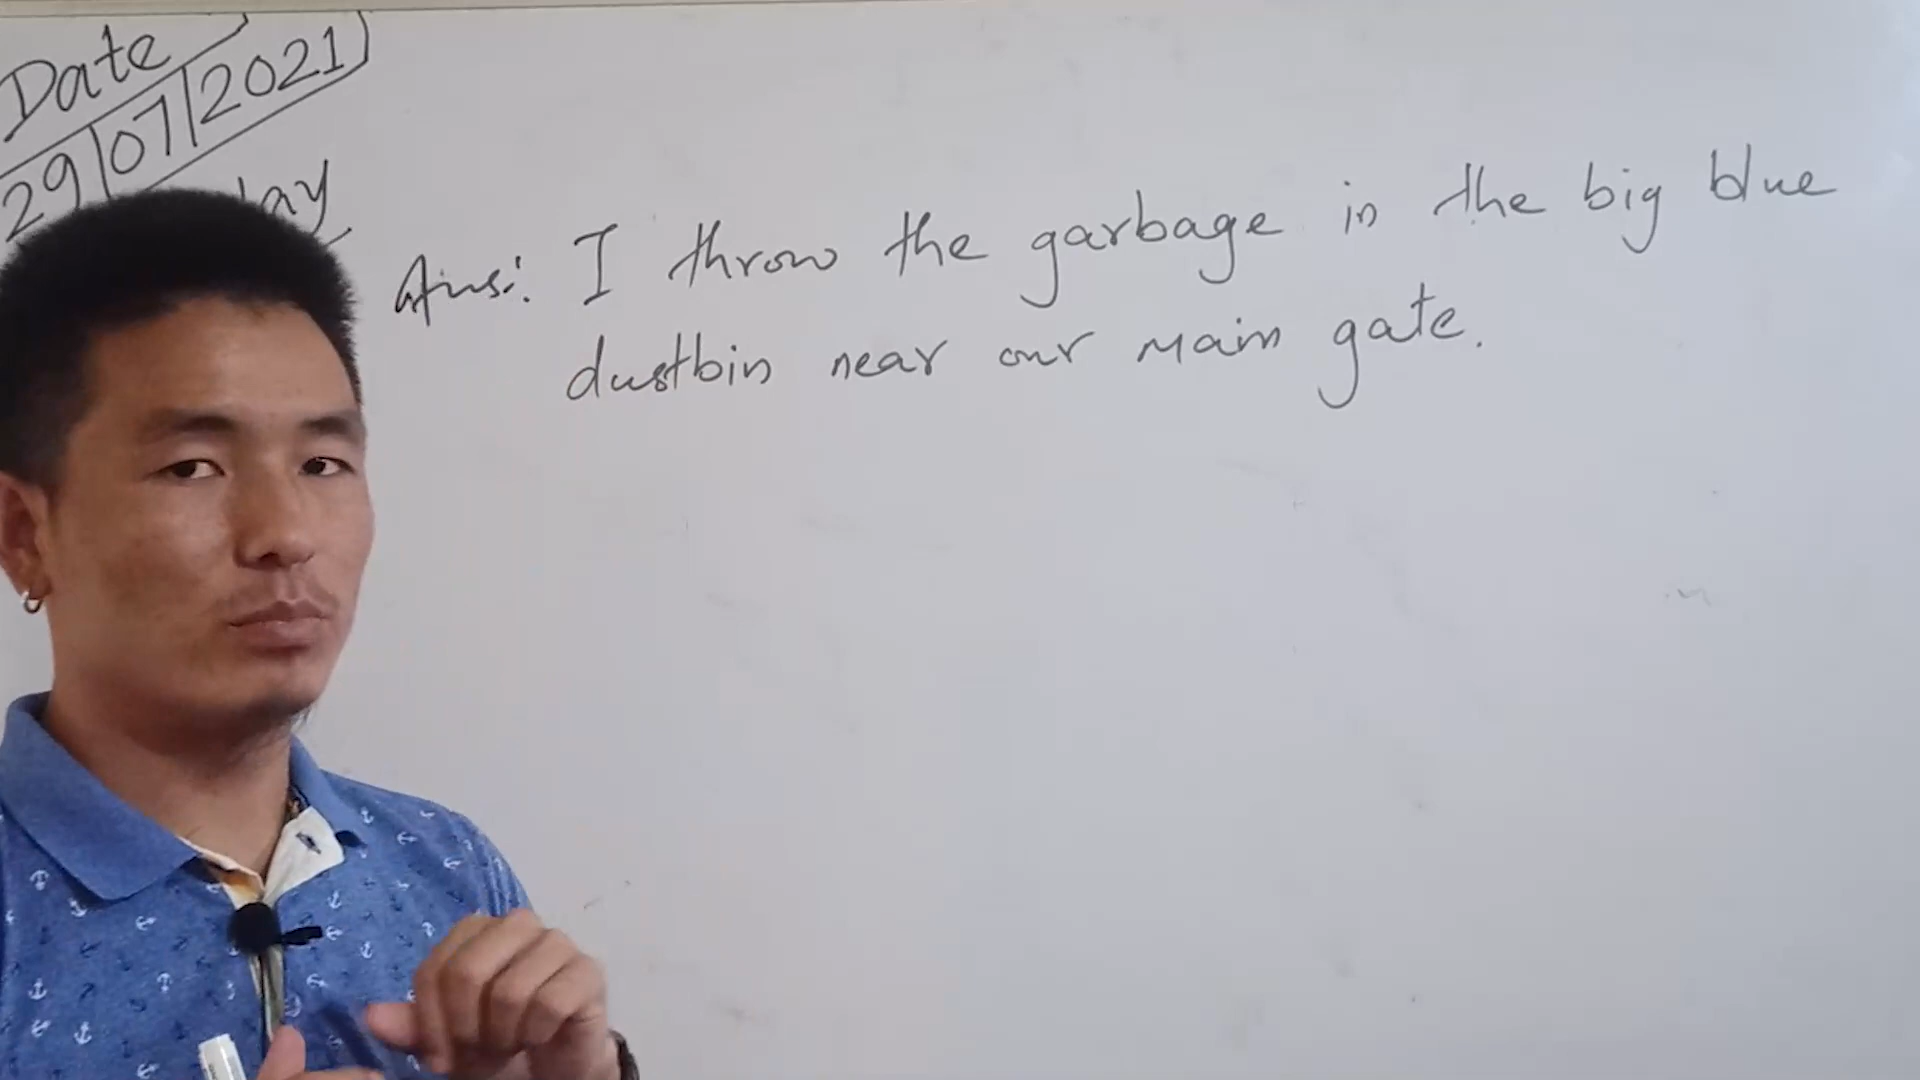 Date
29/07/2021
Ans: I throw the garbage in the big blue
dustbin near our main gate.